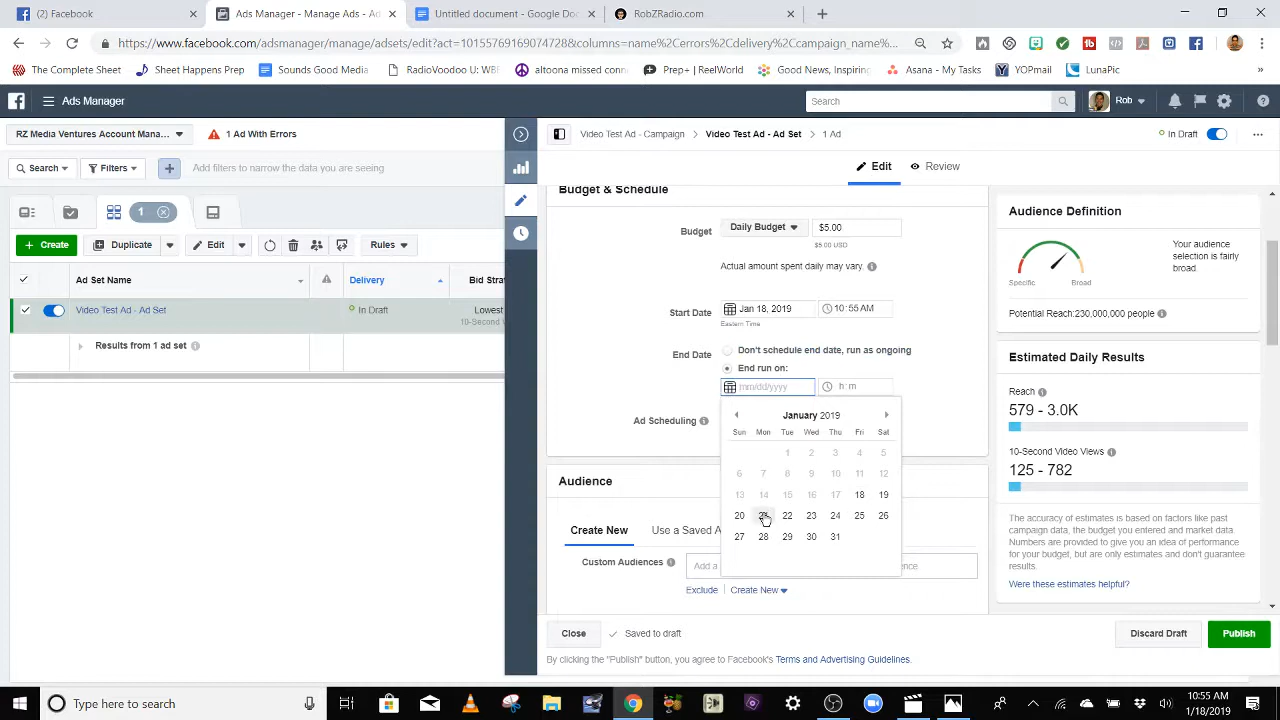 (2) Facebook
Ads Manager - Manage Ads - Ad
Untitled document - Google Doc
RobZRadio.com
https://www.facebook.com/adsmanager/manage/adsets/edit?act=10155769169074728&columns=name%2Cerrors%2Cdelivery%2Ccampaign_name%...
The Complete Sheet
Sheet Happens Prep
Sounds Good Media
RadioVoodoo U: WBE
altoona missed conn
Prep+ | ReelWorld
Good News, Inspiring
Asana - My Tasks
YOPmail
LunaPic
»
Ads Manager
Search
Rob
RZ Media Ventures Account Mana...
1 Ad With Errors
Video Test Ad - Campaign
Video Test Ad - Ad Set
1 Ad
In Draft
Search
Filters
Add filters to narrow the data you are seeing
Edit
Review
1
Budget & Schedule
Create
Duplicate
Edit
Rules
Budget
Daily Budget
$5.00
$5.00 USD
Actual amount spent daily may vary.
Ad Set Name
Delivery
Bid Stra
Video Test Ad - Ad Set
In Draft
Lowest
10-Second V
Results from 1 ad set
Start Date
Jan 18, 2019
10:55 AM
Eastern Time
End Date
Don't schedule end date, run as ongoing
End run on:
mm/dd/yyyy
h: m
Ad Scheduling
January 2019
Sun Mon Tue Wed Thu Fri Sat
1 2 3 4 5
6 7 8 9 10 11 12
13 14 15 16 17 18 19
20 21 22 23 24 25 26
27 28 29 30 31
Audience
Create New
Use a Saved A
Custom Audiences
Add a
ence
Exclude
Create New
Audience Definition
Your audience
selection is fairly
broad.
Specific
Broad
Potential Reach:230,000,000 people
Estimated Daily Results
Reach
579 - 3.0K
10-Second Video Views
125 - 782
The accuracy of estimates is based on factors like past
campaign data, the budget you entered and market data.
Numbers are provided to give you an idea of performance
for your budget, but are only estimates and don't guarantee
results.
Were these estimates helpful?
Close
Saved to draft
Discard Draft
Publish
By clicking the "Publish" button, you agree to Facebook's Terms and Advertising Guidelines.
Type here to search
10:55 AM
1/18/2019